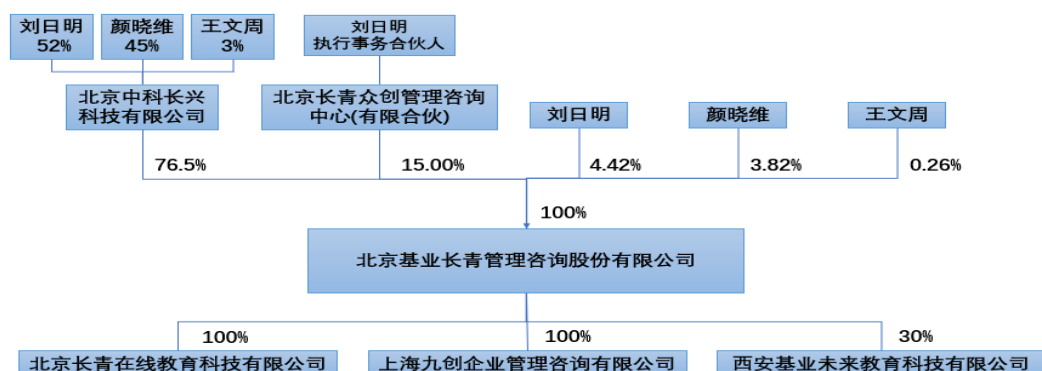 刘日明
52%
颜晓维
45%
王文周
3%
刘日明
执行事务合伙人
北京中科长兴
科技有限公司
北京长青众创管理咨询
中心(有限合伙)
刘日明
颜晓维
王文周
76.5%
15.00%
4.42%
3.82%
0.26%
100%
北京基业长青管理咨询股份有限公司
100%
100%
30%
北京长青在线教育科技有限公司
上海九创企业管理咨询有限公司
西安基业未来教育科技有限公司